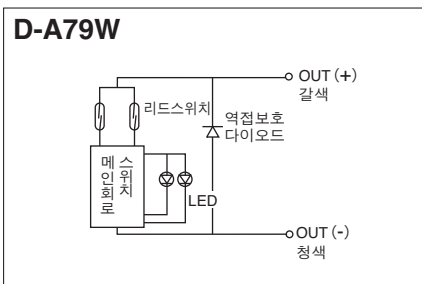 D-A79W
OUT (+)
갈색
리드스위치
역접보호
다이오드
스위치
메인회로
LED
OUT (-)
청색